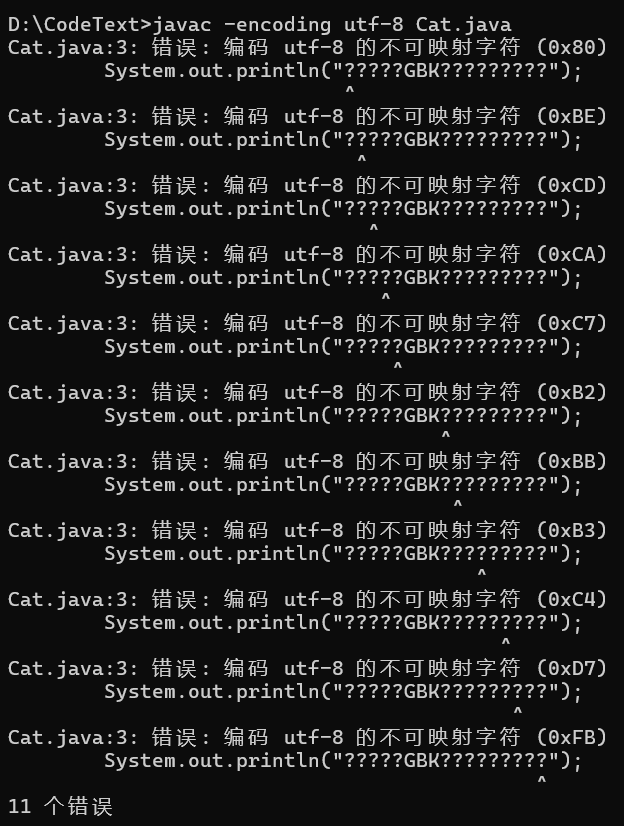 D:\CodeText>javac -encoding utf-8 Cat.java
Cat.java:3: 错误: 编码 utf-8 的不可映射字符 (0x80)
        System.out.println("?????GBK?????????");
                            ^
Cat.java:3: 错误: 编码 utf-8 的不可映射字符 (0xBE)
        System.out.println("?????GBK?????????");
                             ^
Cat.java:3: 错误: 编码 utf-8 的不可映射字符 (0xCD)
        System.out.println("?????GBK?????????");
                              ^
Cat.java:3: 错误: 编码 utf-8 的不可映射字符 (0xCA)
        System.out.println("?????GBK?????????");
                               ^
Cat.java:3: 错误: 编码 utf-8 的不可映射字符 (0xC7)
        System.out.println("?????GBK?????????");
                                ^
Cat.java:3: 错误: 编码 utf-8 的不可映射字符 (0xB2)
        System.out.println("?????GBK?????????");
                                    ^
Cat.java:3: 错误: 编码 utf-8 的不可映射字符 (0xBB)
        System.out.println("?????GBK?????????");
                                     ^
Cat.java:3: 错误: 编码 utf-8 的不可映射字符 (0xB3)
        System.out.println("?????GBK?????????");
                                       ^
Cat.java:3: 错误: 编码 utf-8 的不可映射字符 (0xC4)
        System.out.println("?????GBK?????????");
                                         ^
Cat.java:3: 错误: 编码 utf-8 的不可映射字符 (0xD7)
        System.out.println("?????GBK?????????");
                                          ^
Cat.java:3: 错误: 编码 utf-8 的不可映射字符 (0xFB)
        System.out.println("?????GBK?????????");
                                            ^
11 个错误